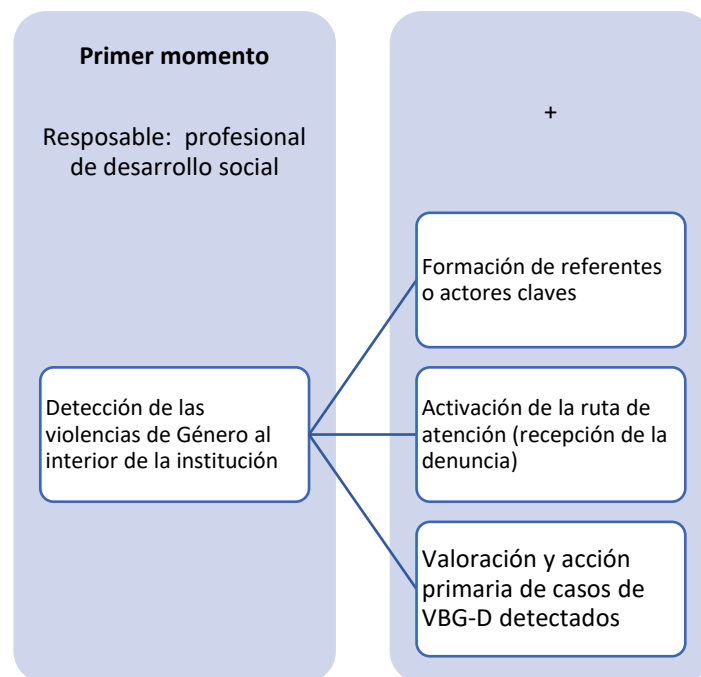 Primer momento
Resposable: profesional
de desarrollo social
Detección de las
violencias de Género al
interior de la institución
+
Formación de referentes
o actores claves
Activación de la ruta de
atención (recepción de la
denuncia)
Valoración y acción
primaria de casos de
VBG-D detectados